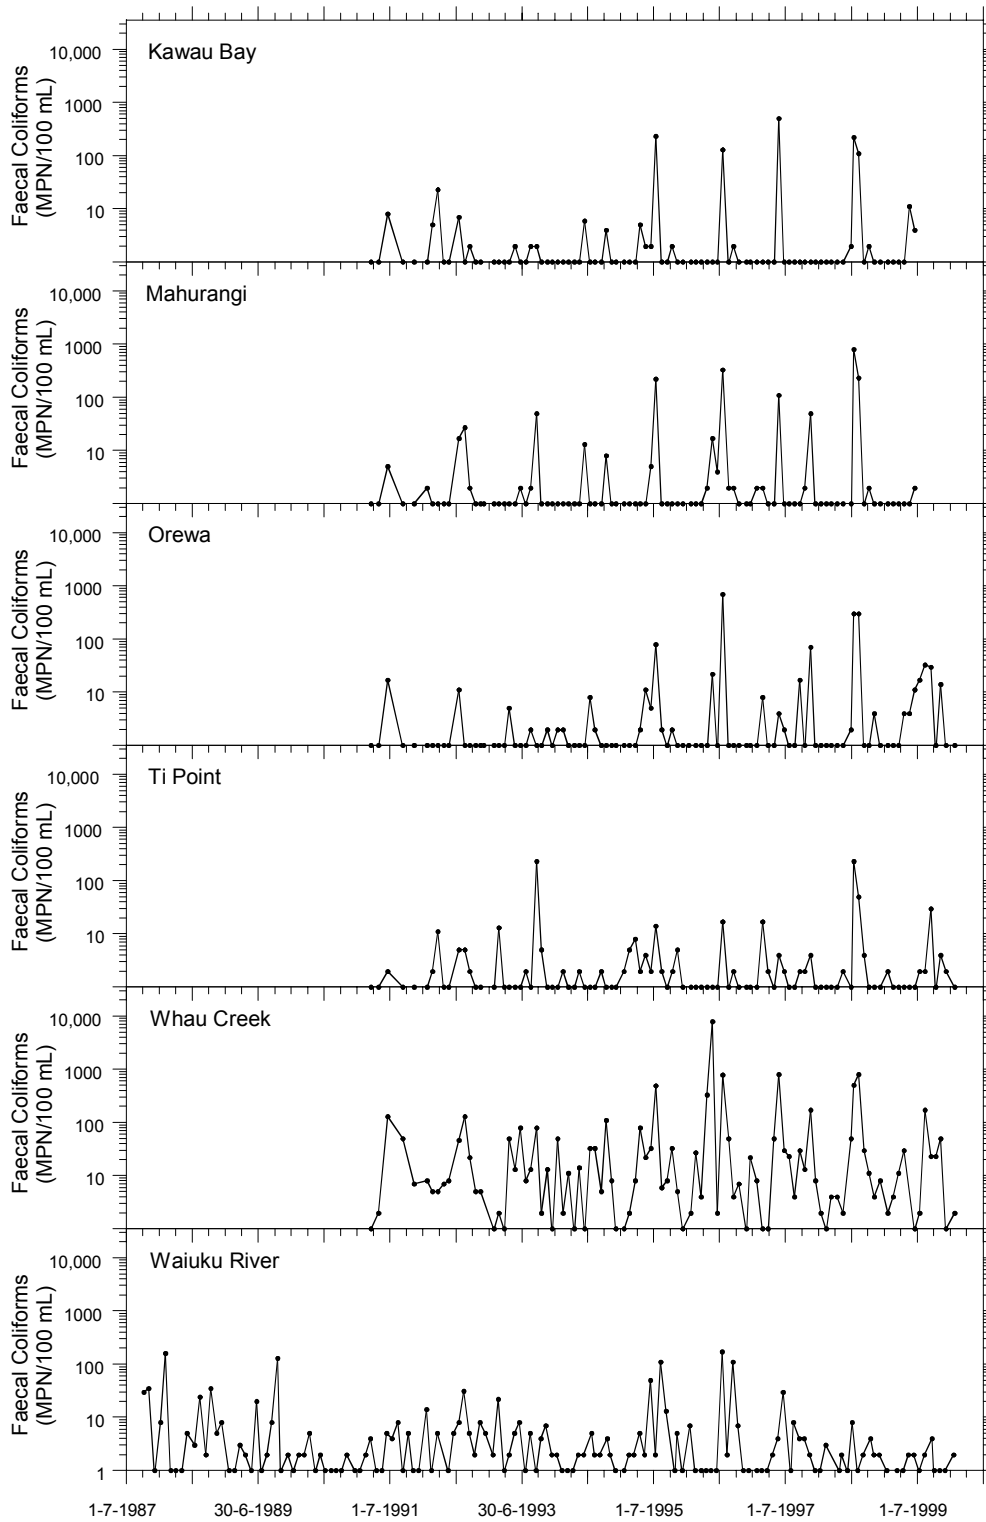 Kawau Bay
10,000
1000
100
10
Faecal Coliforms
(MPN/100 mL)
Mahurangi
10,000
1000
100
10
Faecal Coliforms
(MPN/100 mL)
Orewa
10,000
1000
100
10
Faecal Coliforms
(MPN/100 mL)
Ti Point
10,000
1000
100
10
Faecal Coliforms
(MPN/100 mL)
Whau Creek
10,000
1000
100
10
Faecal Coliforms
(MPN/100 mL)
Waiuku River
10,000
1000
100
10
1
Faecal Coliforms
(MPN/100 mL)
1-7-1987 30-6-1989 1-7-1991 30-6-1993 1-7-1995 1-7-1997 1-7-1999